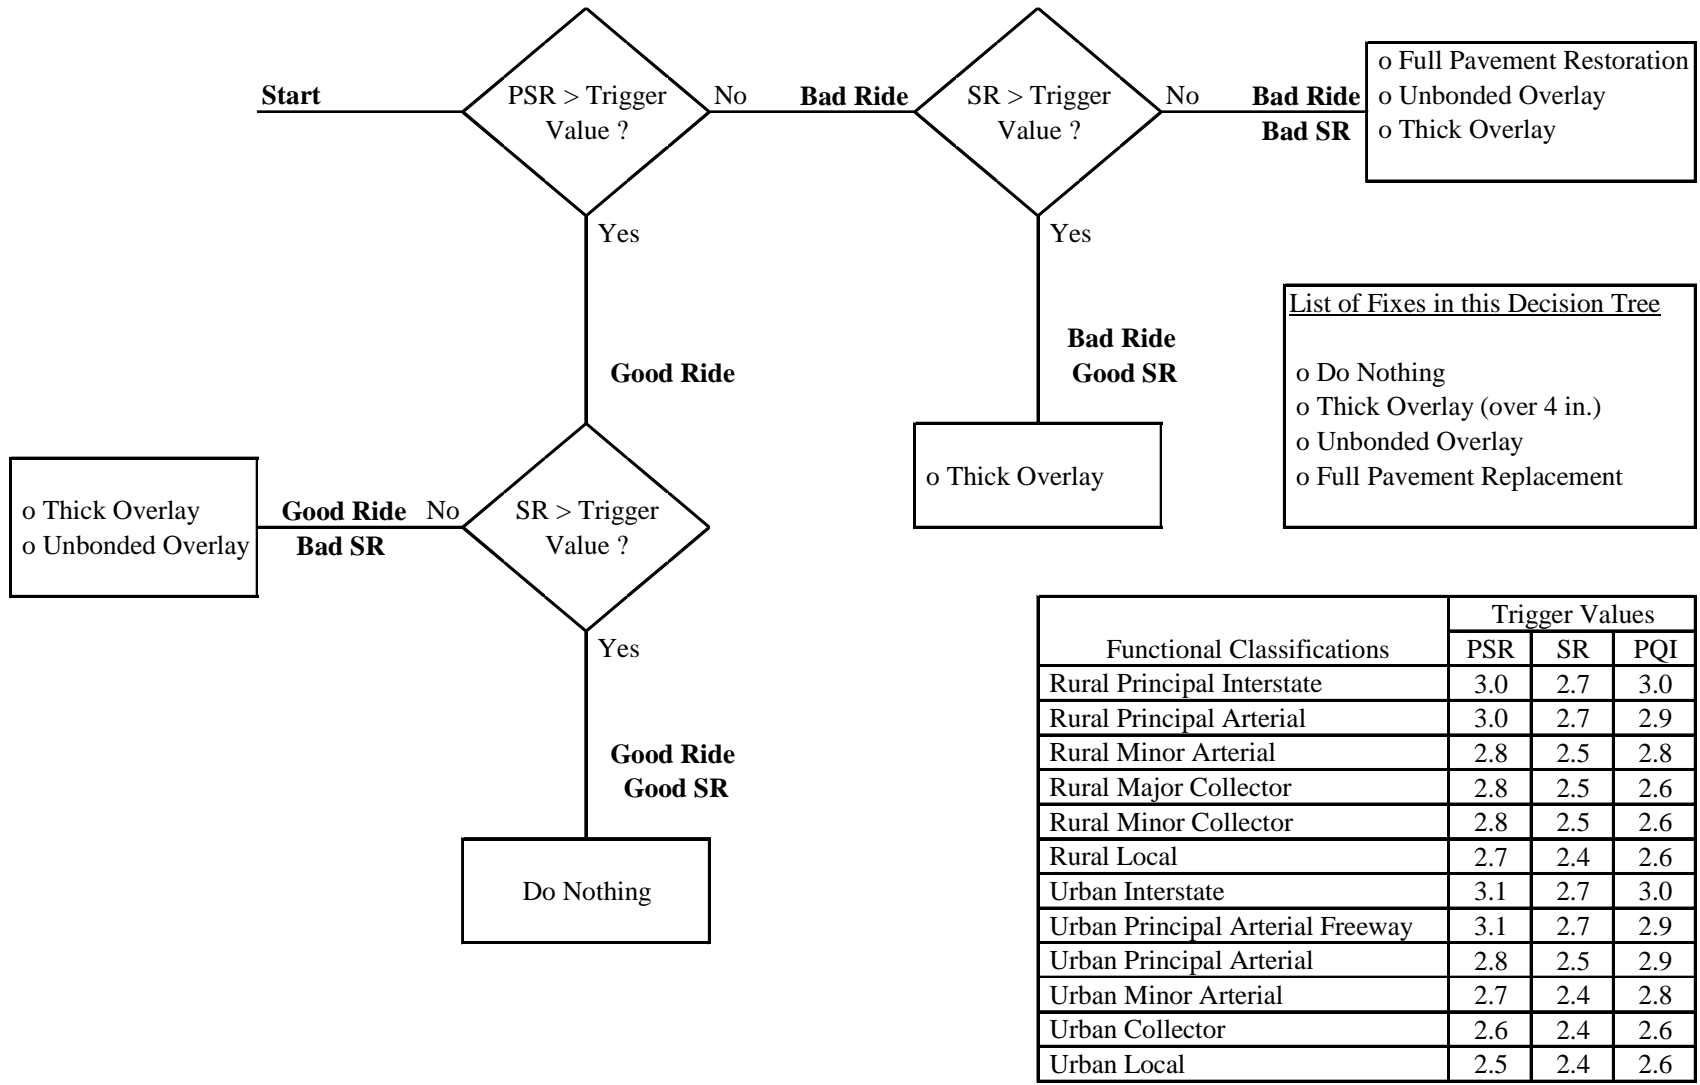 Start
PSR > Trigger
Value ?
No
Bad Ride
SR > Trigger
Value ?
No
Bad Ride
Bad SR
o Full Pavement Restoration
o Unbonded Overlay
o Thick Overlay
Yes
Good Ride
Yes
Bad Ride
Good SR
o Thick Overlay
List of Fixes in this Decision Tree
o Do Nothing
o Thick Overlay (over 4 in.)
o Unbonded Overlay
o Full Pavement Replacement
SR > Trigger
Value ?
No
Good Ride
Bad SR
o Thick Overlay
o Unbonded Overlay
Yes
Good Ride
Good SR
Do Nothing
Trigger Values
Functional Classifications PSR SR PQI
Rural Principal Interstate 3.0 2.7 3.0
Rural Principal Arterial 3.0 2.7 2.9
Rural Minor Arterial 2.8 2.5 2.8
Rural Major Collector 2.8 2.5 2.6
Rural Minor Collector 2.8 2.5 2.6
Rural Local 2.7 2.4 2.6
Urban Interstate 3.1 2.7 3.0
Urban Principal Arterial Freeway 3.1 2.7 2.9
Urban Principal Arterial 2.8 2.5 2.9
Urban Minor Arterial 2.7 2.4 2.8
Urban Collector 2.6 2.4 2.6
Urban Local 2.5 2.4 2.6